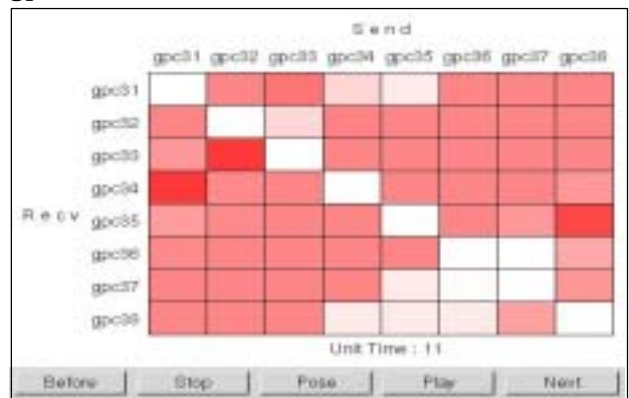 Send
gpc31 gpc32 gpc33 gpc34 gpc35 gpc36 gpc37 gpc38
gpc31
gpc32
gpc33
gpc34
Recv gpc35
gpc36
gpc37
gpc38
Unit Time : 11
Before Stop Pose Play Next